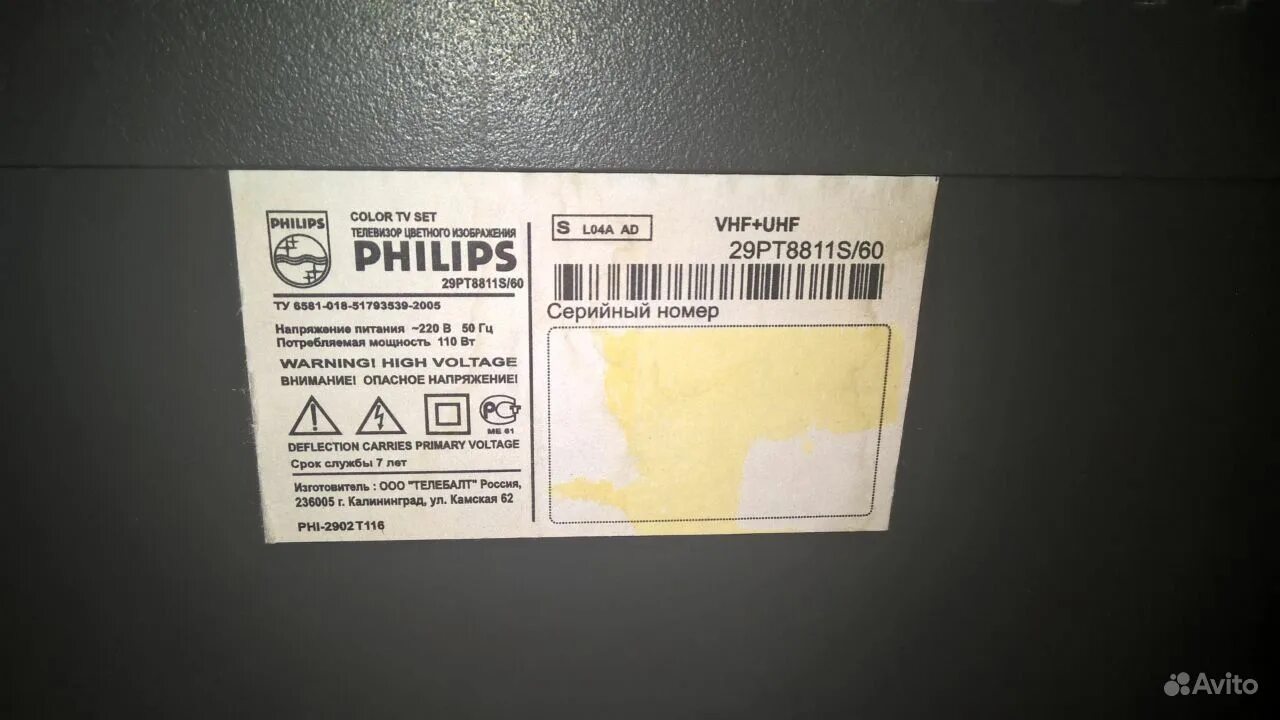 PHILIPS
COLOR TV SET
ТЕЛЕВИЗОР ЦВЕТНОГО ИЗОБРАЖЕНИЯ
PHILIPS
29PT8811S/60
ТУ 6581-018-51793539-2005
Напряжение питания ~220 В 50 Гц
Потребляемая мощность 110 Вт
WARNING! HIGH VOLTAGE
ВНИМАНИЕ! ОПАСНОЕ НАПРЯЖЕНИЕ!
РСТ
МЕ 61
DEFLECTION CARRIES PRIMARY VOLTAGE
Срок службы 7 лет
Изготовитель : ООО "ТЕЛЕБАЛТ" Россия,
236005 г. Калининград, ул. Камская 62
PHI-2902T116
S L04A AD
VHF+UHF
29PT8811S/60
Серийный номер
Avito